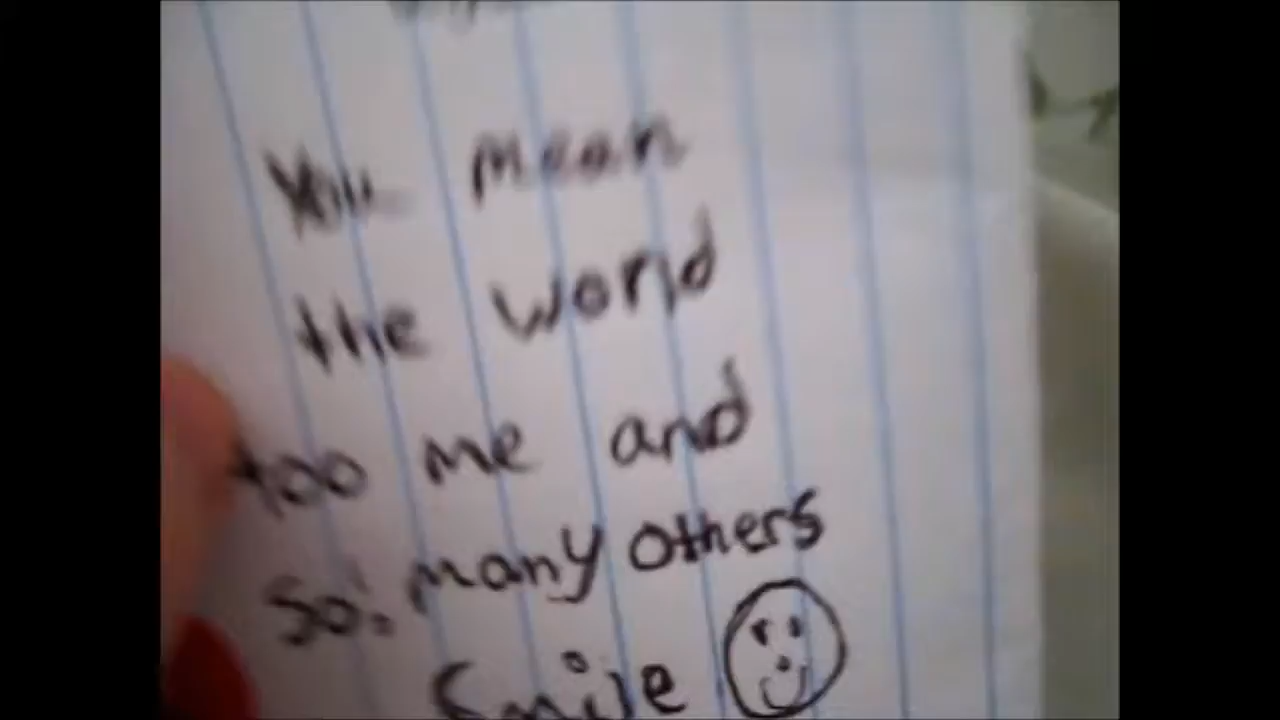 You mean
the world
too me and
so: many others
Smile